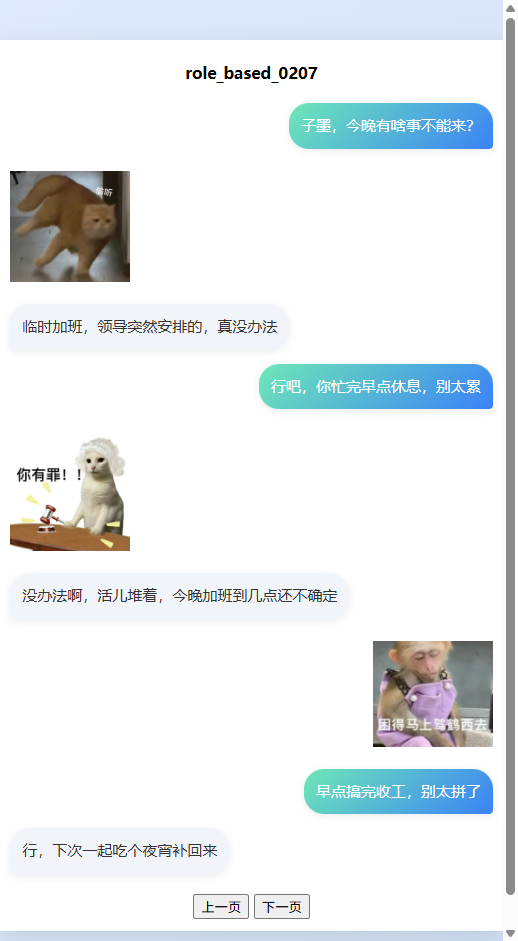 role_based_0207
子墨，今晚有啥事不能来？
偷听
临时加班，领导突然安排的，真没办法
行吧，你忙完早点休息，别太累
你有罪！！
没办法啊，活儿堆着，今晚加班到几点还不确定
困得马上驾鹤西去
早点搞完收工，别太拼了
行，下次一起吃个夜宵补回来
上一页 下一页